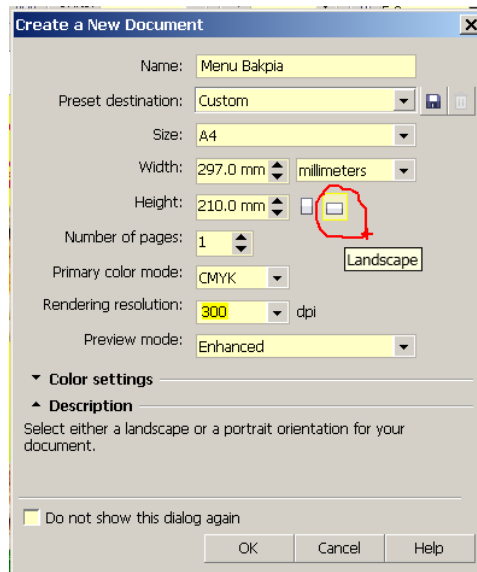 Create a New Document
Name: Menu Bakpia
Preset destination: Custom
Size: A4
Width: 297.0 mm millimeters
Height: 210.0 mm
Number of pages: 1
Landscape
Primary color mode: CMYK
Rendering resolution: 300 dpi
Preview mode: Enhanced
Color settings
Description
Select either a landscape or a portrait orientation for your
document.
Do not show this dialog again
OK Cancel Help